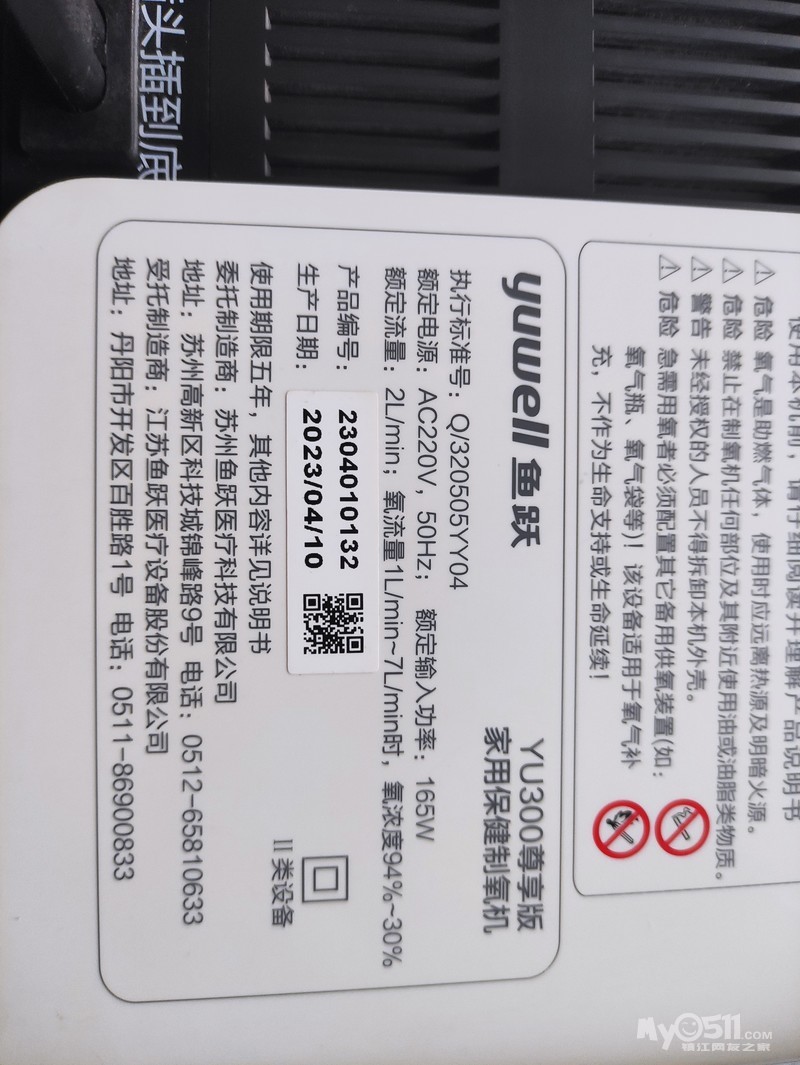 头插到底
使用本机前，请仔细阅读并理解产品说明书
危险 氧气是助燃气体，使用时应远离热源及明暗火源。
危险 禁止在制氧机任何部位及其附近使用油或油脂类物质。
警告 未经授权的人员不得拆卸本机外壳。
危险 急需用氧者必须配置其它备用供氧装置(如：
氧气瓶、氧气袋等)！该设备适用于氧气补
充，不作为生命支持或生命延续！
yuwell 鱼跃
YU300尊享版
家用保健制氧机
执行标准号：Q/320505YY04
额定电源：AC220V，50Hz； 额定输入功率：165W
额定流量：2L/min；氧流量1L/min~7L/min时，氧浓度94%~30%
产品编号：2304010132
生产日期：2023/04/10
II 类设备
使用期限五年，其他内容详见说明书
委托制造商：苏州鱼跃医疗科技有限公司
地址：苏州高新区科技城锦峰路9号 电话：0512-65810633
受托制造商：江苏鱼跃医疗设备股份有限公司
地址：丹阳市开发区百胜路1号 电话：0511-86900833
My0511.COM
镇江网友之家